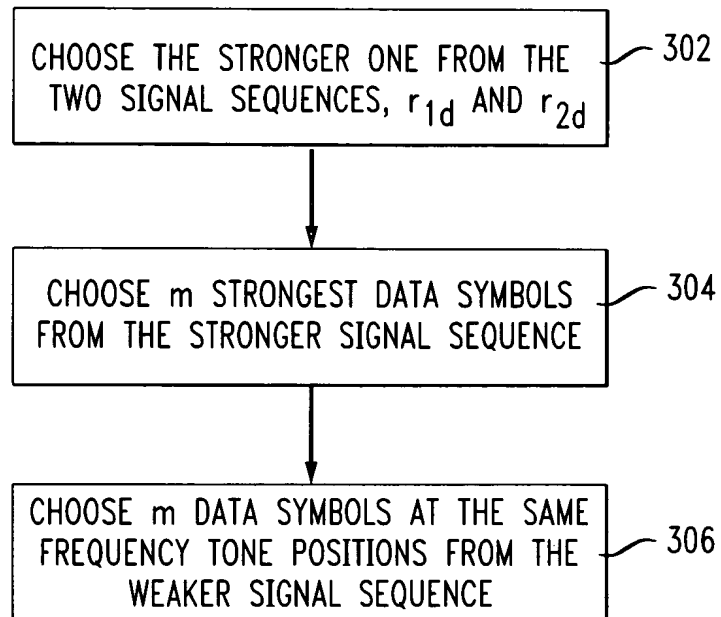 CHOOSE THE STRONGER ONE FROM THE
TWO SIGNAL SEQUENCES, r1d AND r2d
302
CHOOSE m STRONGEST DATA SYMBOLS
FROM THE STRONGER SIGNAL SEQUENCE
304
CHOOSE m DATA SYMBOLS AT THE SAME
FREQUENCY TONE POSITIONS FROM THE
WEAKER SIGNAL SEQUENCE
306